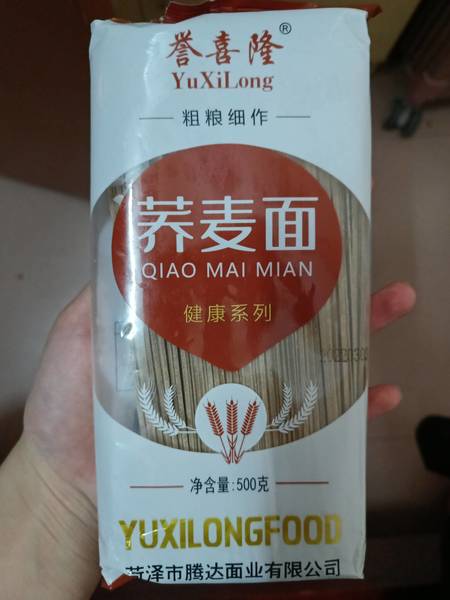 誉喜隆®
YuXiLong
粗粮细作
荞麦面
QIAO MAI MIAN
健康系列
净含量:500克
YUXILONGFOOD
菏泽市腾达面业有限公司